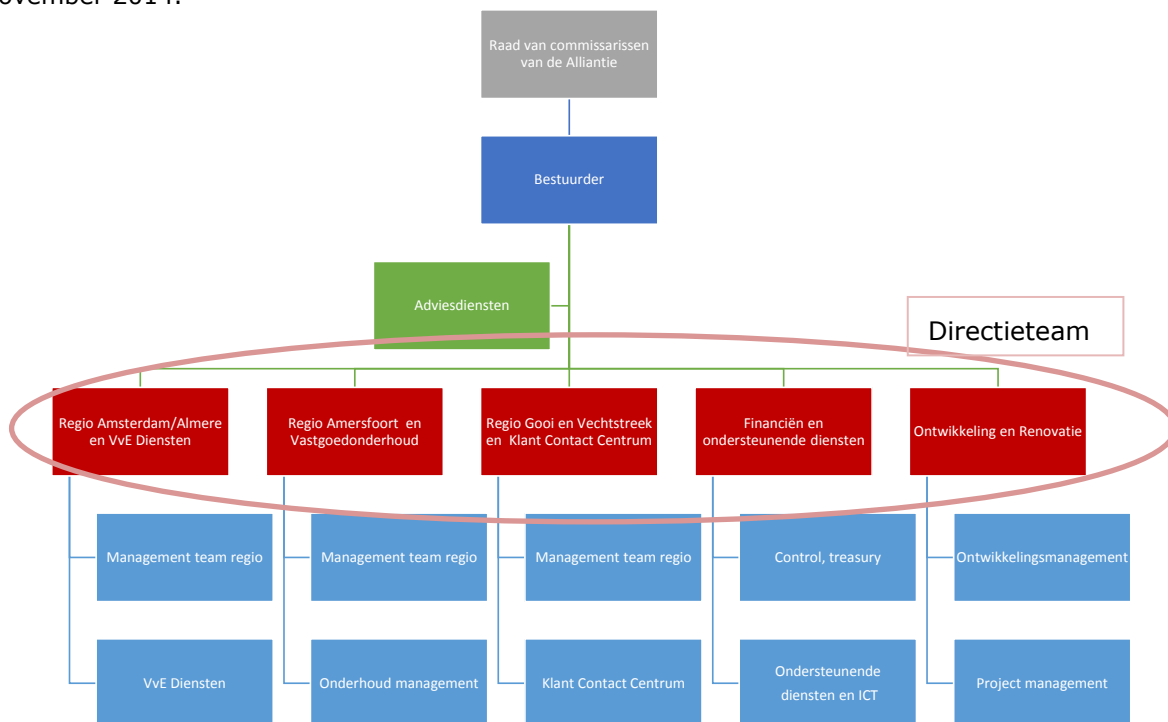 november 2014.
Raad van commissarissen
van de Alliantie
Bestuurder
Adviesdiensten
Directieteam
Regio Amsterdam/Almere
en VvE Diensten
Regio Amersfoort en
Vastgoedonderhoud
Regio Gooi en Vechtstreek
en Klant Contact Centrum
Financiën en
ondersteunende diensten
Ontwikkeling en Renovatie
Management team regio
Management team regio
Management team regio
Control, treasury
Ontwikkelingsmanagement
VvE Diensten
Onderhoud management
Klant Contact Centrum
Ondersteunende
diensten en ICT
Project management